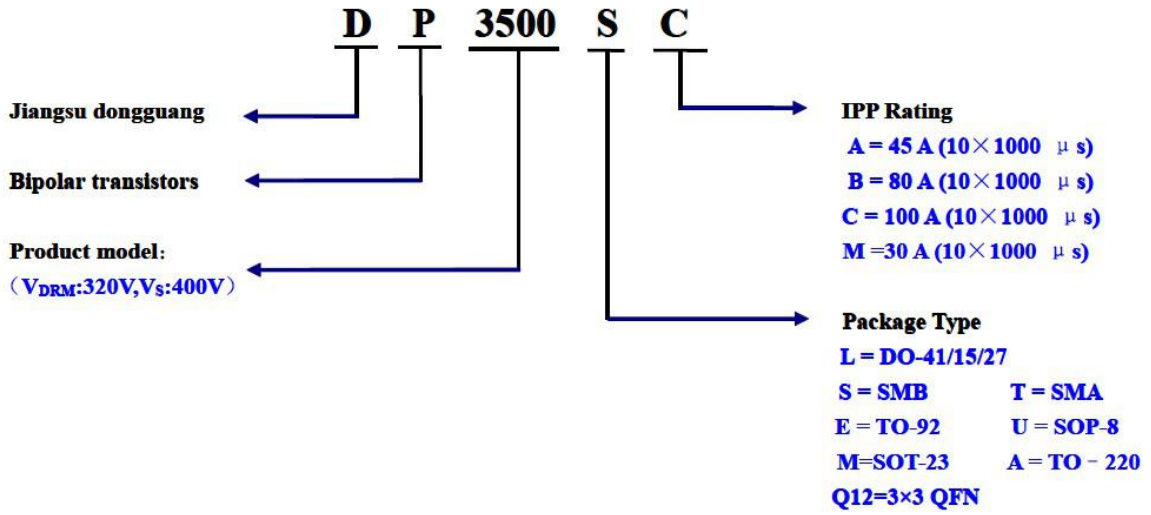 D P 3500 S C
Jiangsu dongguang
Bipolar transistors
Product model:
（VDRM:320V,VS:400V）
IPP Rating
A = 45 A (10×1000 μs)
B = 80 A (10×1000 μs)
C = 100 A (10×1000 μs)
M =30 A (10×1000 μs)
Package Type
L = DO-41/15/27
S = SMB T = SMA
E = TO-92 U = SOP-8
M=SOT-23 A = TO - 220
Q12=3×3 QFN